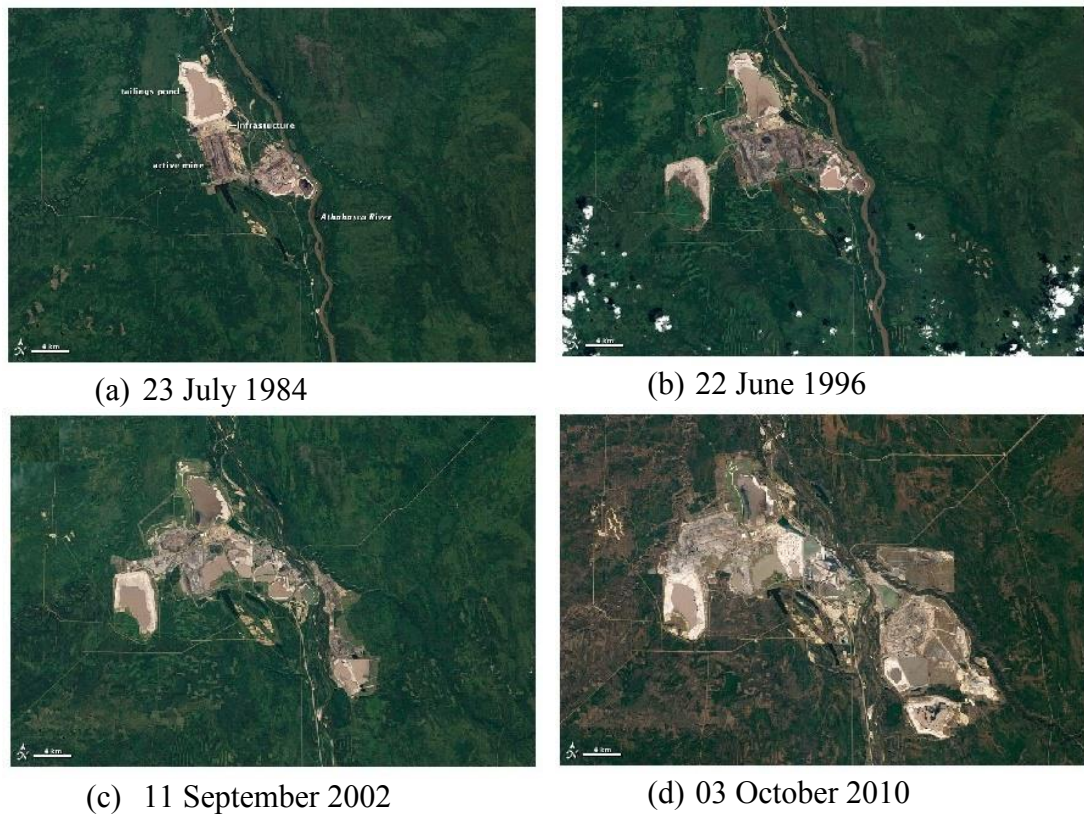 tailings pond
infrastructure
active mine
Athabasca River
4 km
4 km
(a) 23 July 1984
(b) 22 June 1996
4 km
4 km
(c) 11 September 2002
(d) 03 October 2010